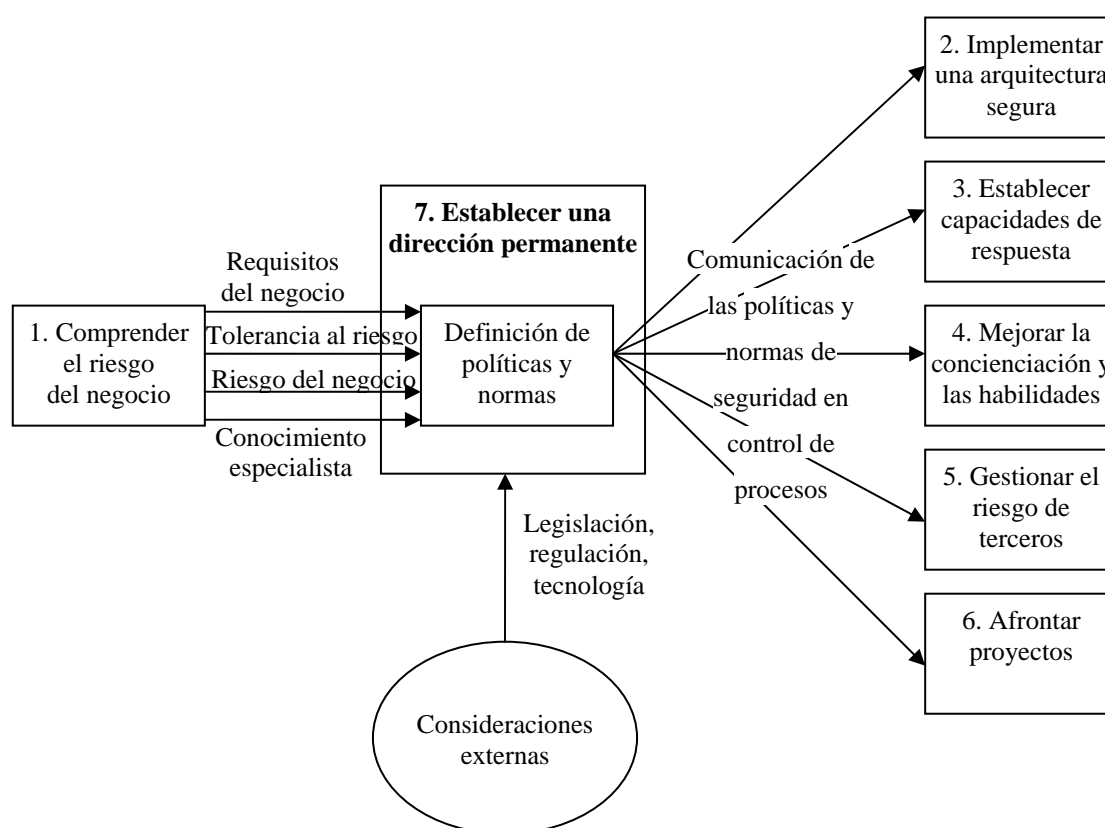 1. Comprender
el riesgo
del negocio
Requisitos
del negocio
Tolerancia al riesgo
Riesgo del negocio
Conocimiento
especialista
7. Establecer una
dirección permanente
Definición de
políticas y
normas
Legislación,
regulación,
tecnología
Consideraciones
externas
Comunicación de
las políticas y
normas de
seguridad en
control de
procesos
2. Implementar
una arquitectura
segura
3. Establecer
capacidades de
respuesta
4. Mejorar la
concienciación y
las habilidades
5. Gestionar el
riesgo de
terceros
6. Afrontar
proyectos